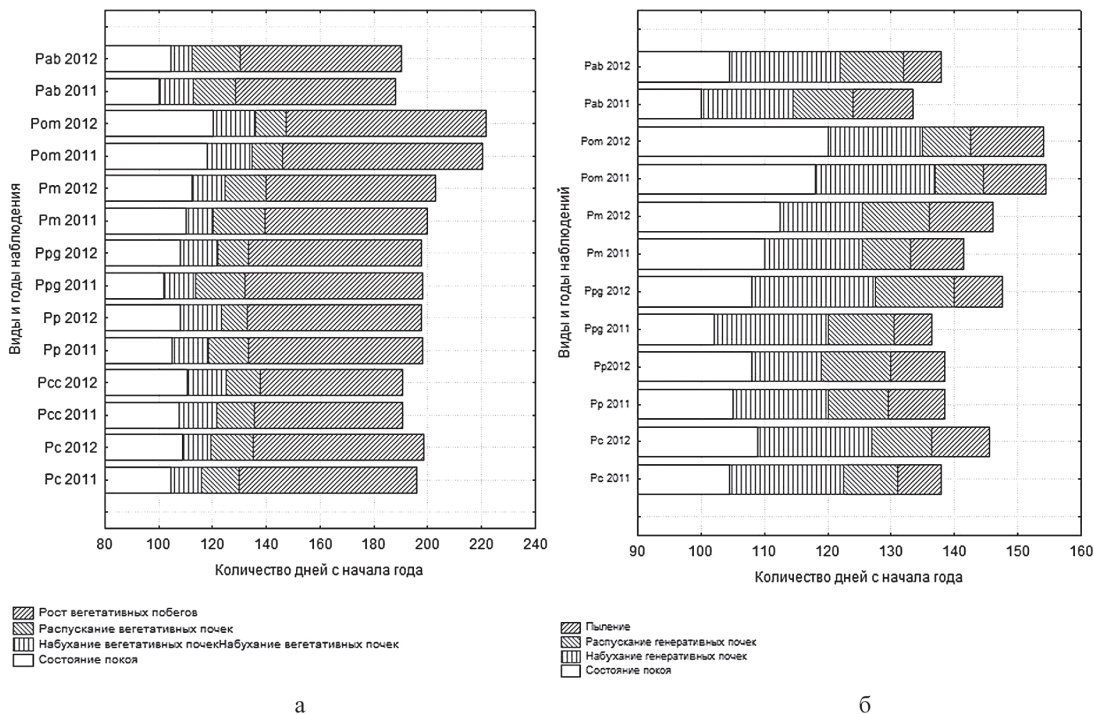 Виды и годы наблюдения
Pab 2012
Pab 2011
Pom 2012
Pom 2011
Pm 2012
Pm 2011
Ppg 2012
Ppg 2011
Pp 2012
Pp 2011
Pcc 2012
Pcc 2011
Pc 2012
Pc 2011
80 100 120 140 160 180 200 220 240
Количество дней с начала года
Рост вегетативных побегов
Распускание вегетативных почек
Набухание вегетативных почекНабухание вегетативных почек
Состояние покоя
а
Виды и годы наблюдений
Pab 2012
Pab 2011
Pom 2012
Pom 2011
Pm 2012
Pm 2011
Ppg 2012
Ppg 2011
Pp2012
Pp 2011
Pc 2012
Pc 2011
90 100 110 120 130 140 150 160
Количество дней с начала года
Пыление
Распускание генеративных почек
Набухание генеративных почек
Состояние покоя
б